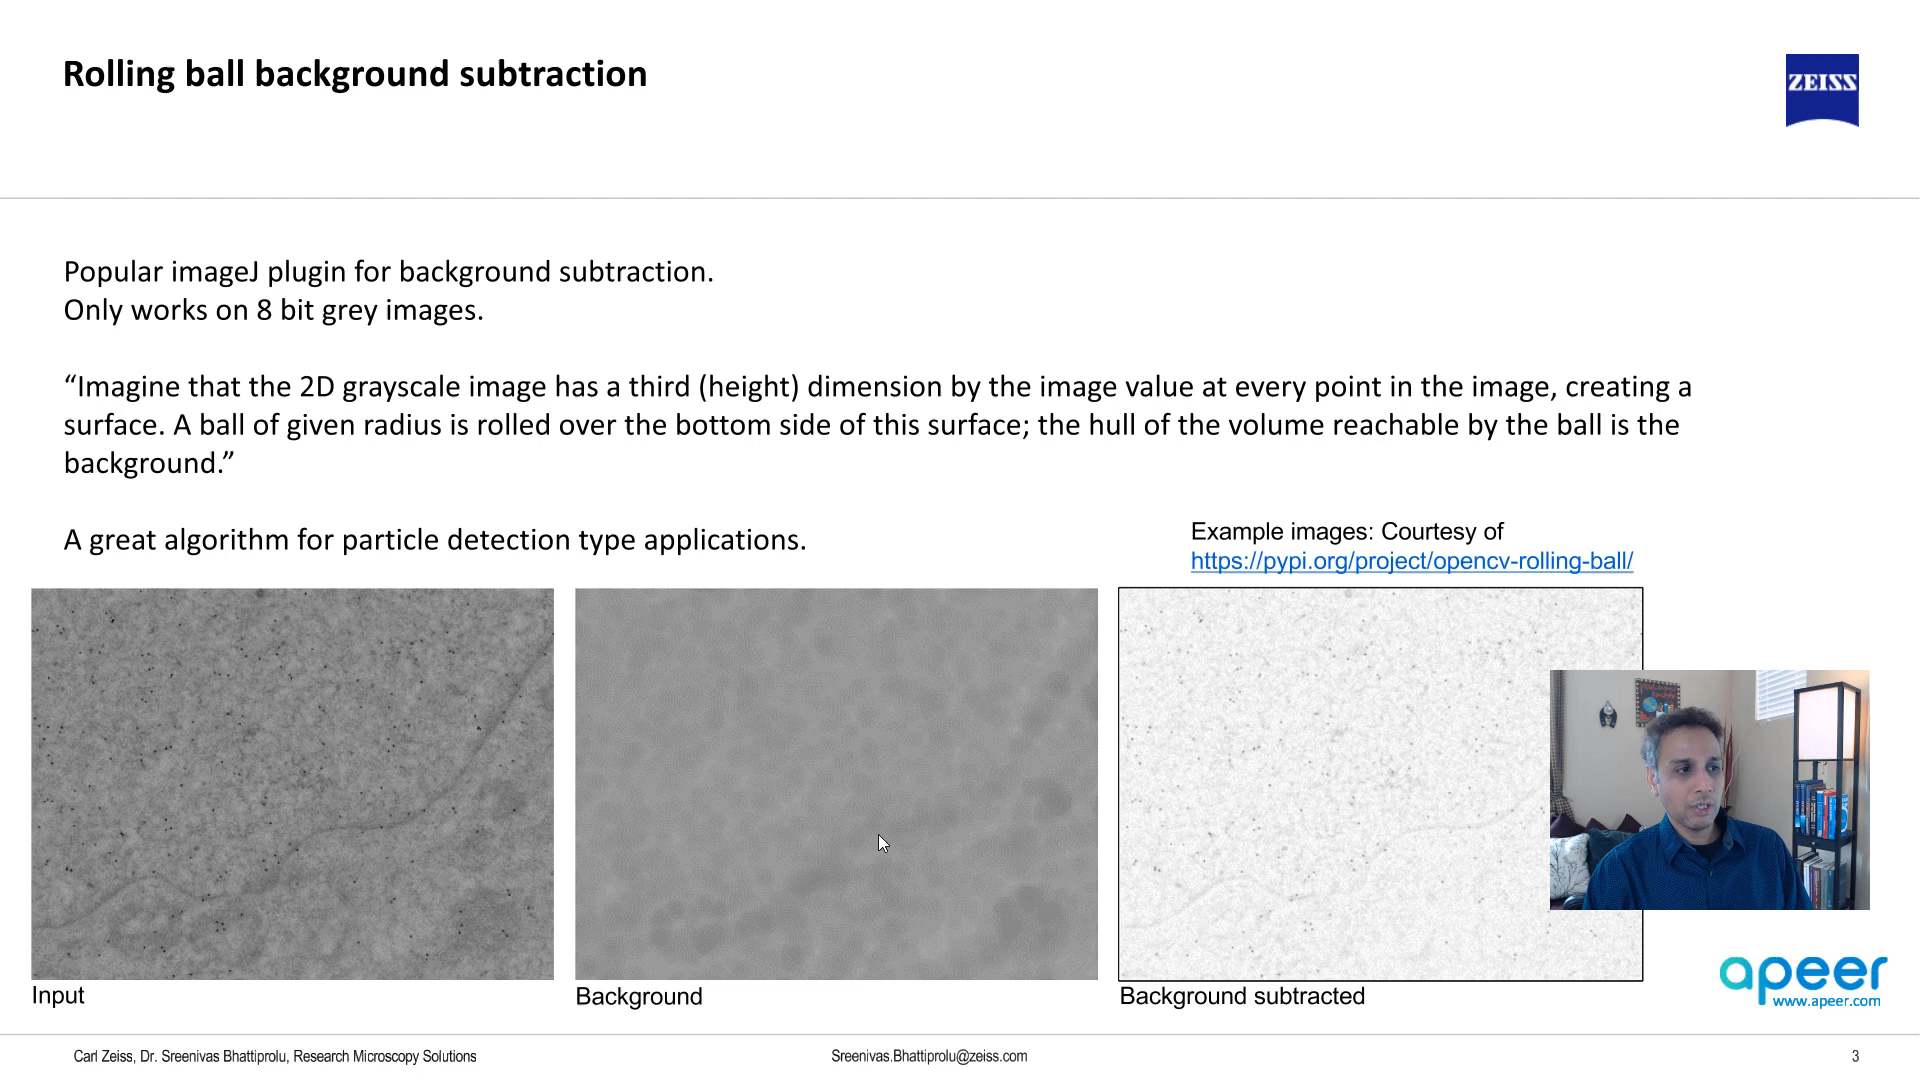 Rolling ball background subtraction
ZEISS
Popular imageJ plugin for background subtraction.
Only works on 8 bit grey images.
“Imagine that the 2D grayscale image has a third (height) dimension by the image value at every point in the image, creating a
surface. A ball of given radius is rolled over the bottom side of this surface; the hull of the volume reachable by the ball is the
background.”
A great algorithm for particle detection type applications.
Example images: Courtesy of
https://pypi.org/project/opencv-rolling-ball/
Input
Background
Background subtracted
apeer
www.apeer.com
Carl Zeiss, Dr. Sreenivas Bhattiprolu, Research Microscopy Solutions
Sreenivas.Bhattiprolu@zeiss.com
3